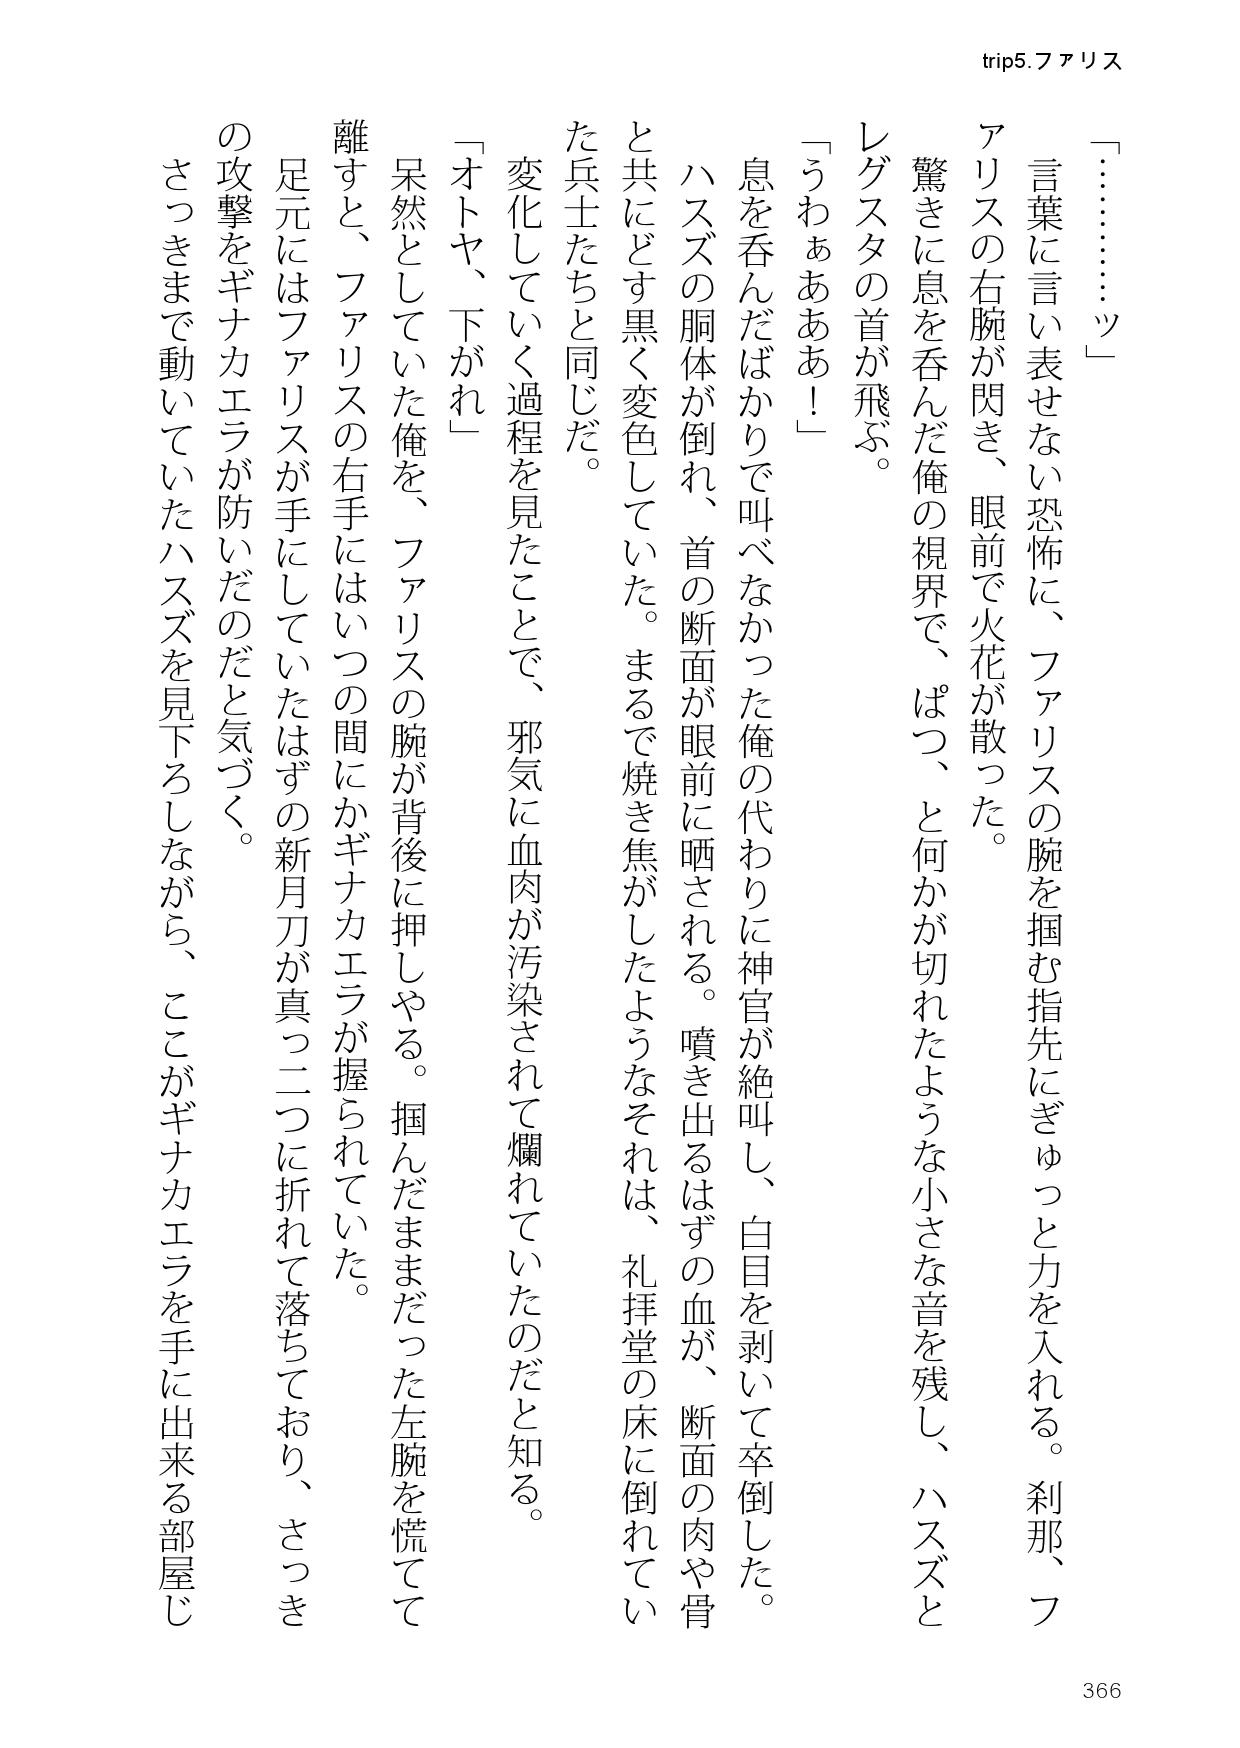 trip5.ファリス
「…………ッ」
　言葉に言い表せない恐怖に、ファリスの腕を掴む指先にぎゅっと力を入れる。刹那、フ
ァリスの右腕が閃き、眼前で火花が散った。
　驚きに息を呑んだ俺の視界で、ぱつ、と何かが切れたような小さな音を残し、ハスズと
レグスタの首が飛ぶ。
「うわぁあああ！」
　息を呑んだばかりで叫べなかった俺の代わりに神官が絶叫し、白目を剥いて卒倒した。
　ハスズの胴体が倒れ、首の断面が眼前に晒される。噴き出るはずの血が、断面の肉や骨
と共にどす黒く変色していた。まるで焼き焦がしたようなそれは、礼拝堂の床に倒れてい
た兵士たちと同じだ。
　変化していく過程を見たことで、邪気に血肉が汚染されて爛れていたのだと知る。
「オトヤ、下がれ」
　呆然としていた俺を、ファリスの腕が背後に押しやる。掴んだままだった左腕を慌てて
離すと、ファリスの右手にはいつの間にかギナカエラが握られていた。
　足元にはファリスが手にしていたはずの新月刀が真っ二つに折れて落ちており、さっき
の攻撃をギナカエラが防いだのだと気づく。
　さっきまで動いていたハスズを見下ろしながら、ここがギナカエラを手に出来る部屋じ
366